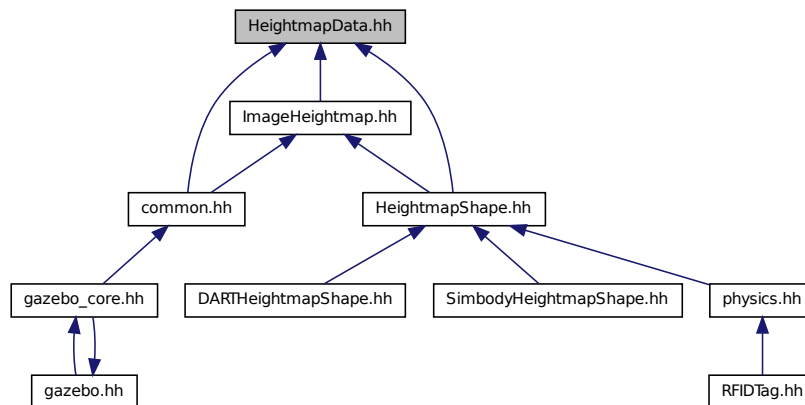 HeightmapData.hh
ImageHeightmap.hh
common.hh
HeightmapShape.hh
gazebo_core.hh
DARTHeightmapShape.hh
SimbodyHeightmapShape.hh
physics.hh
gazebo.hh
RFIDTag.hh